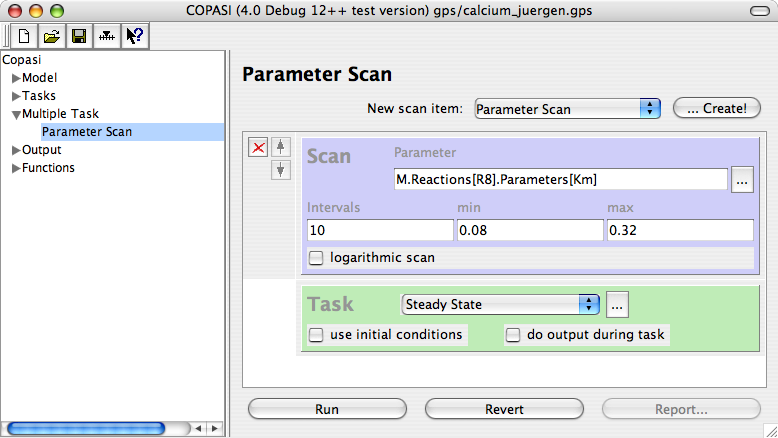 COPASI (4.0 Debug 12++ test version) gps/calcium_juergen.gps
Copasi
Model
Tasks
Multiple Task
Parameter Scan
Output
Functions
Parameter Scan
New scan item: Parameter Scan ... Create!
Scan Parameter
M.Reactions[R8].Parameters[Km] ...
Intervals min max
10 0.08 0.32
logarithmic scan
Task Steady State ...
use initial conditions do output during task
Run Revert Report...